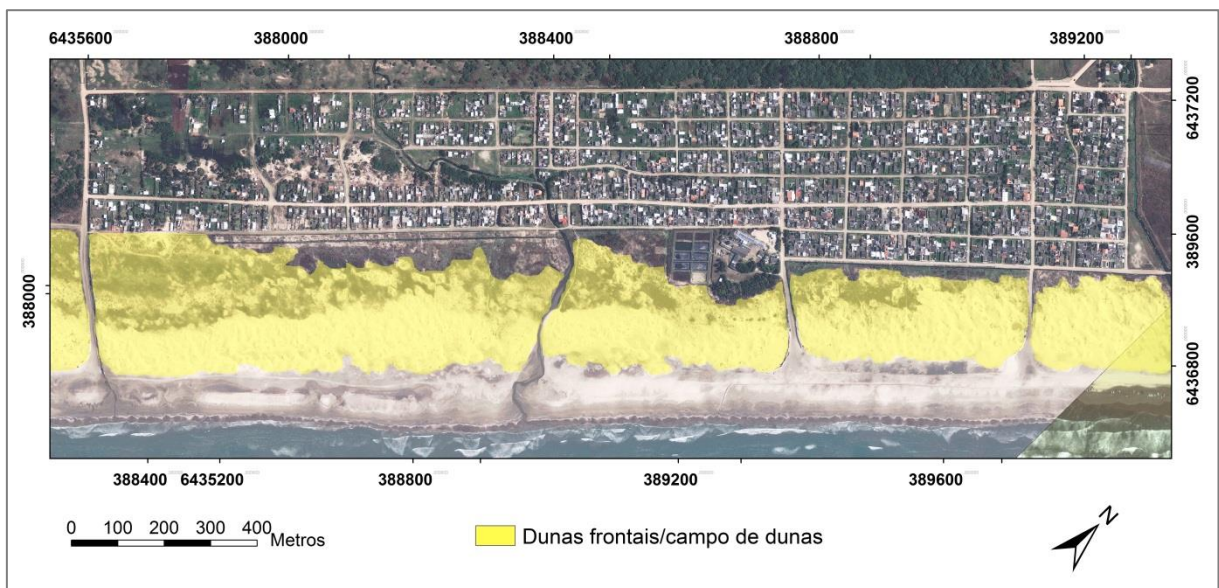 6435600 388000 388400 388800 389200
6437200
389600
388000
6436800
388400 6435200 388800 389200 389600
0 100 200 300 400 Metros
Dunas frontais/campo de dunas
N